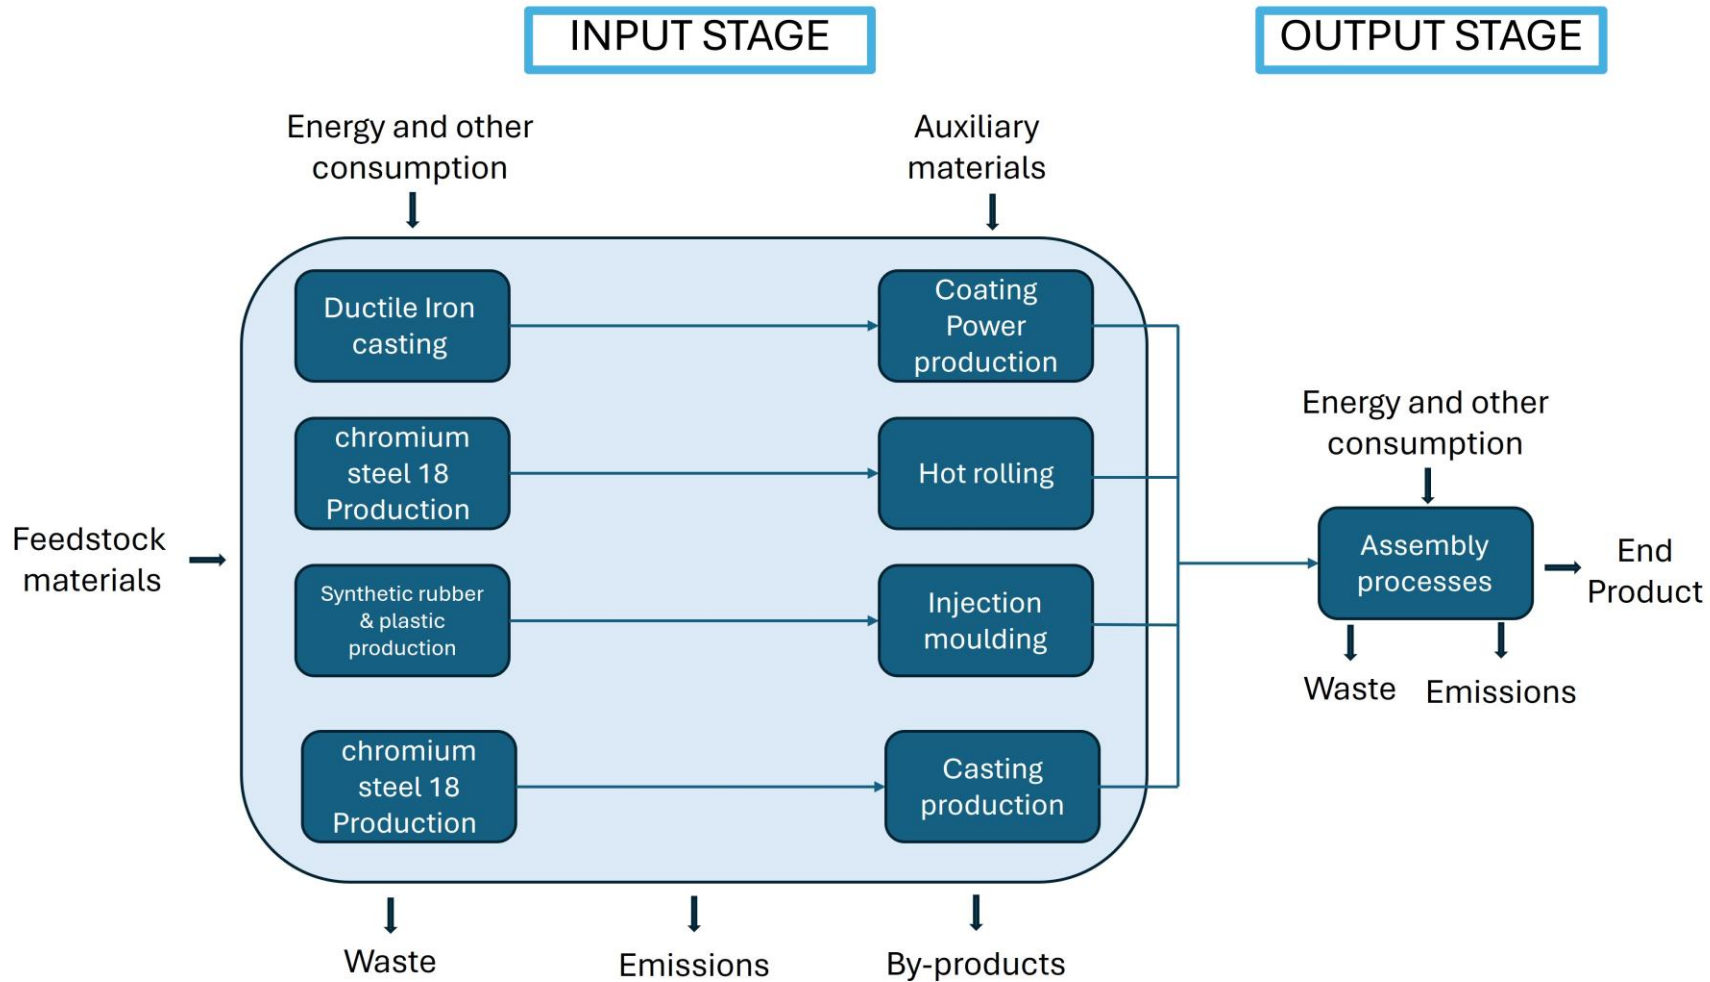 INPUT STAGE
OUTPUT STAGE
Energy and other
consumption
Auxiliary
materials
Ductile Iron
casting
Coating
Power
production
chromium
steel 18
Production
Hot rolling
Energy and other
consumption
Feedstock
materials
Synthetic rubber
& plastic
production
Injection
moulding
Assembly
processes
End
Product
Waste
Emissions
chromium
steel 18
Production
Casting
production
Waste
Emissions
By-products